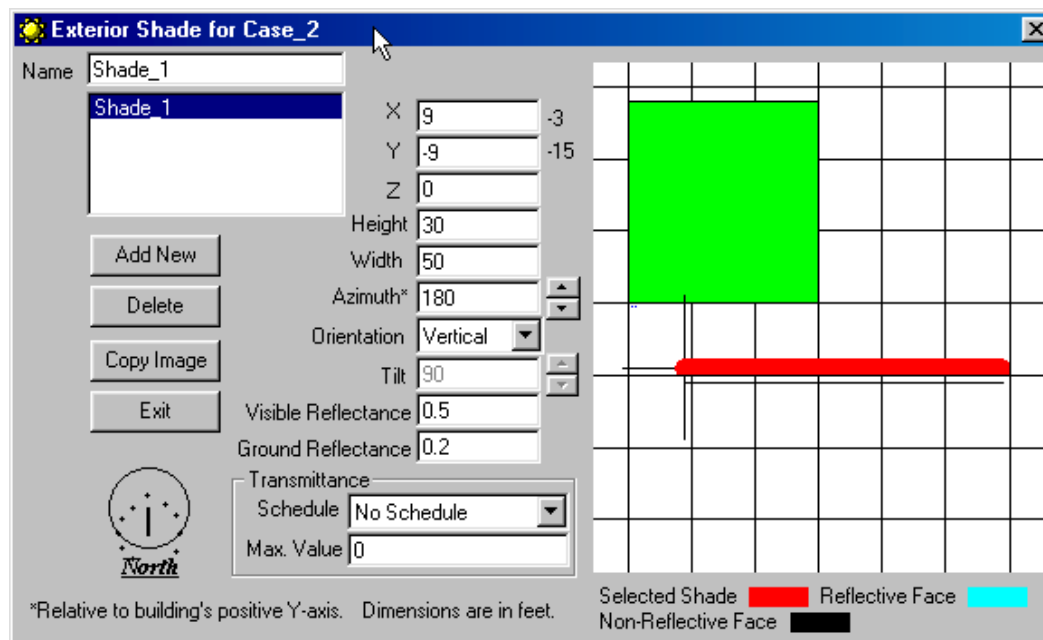 Exterior Shade for Case_2
Name Shade_1
Shade_1
X 9 -3
Y -9 -15
Z 0
Height 30
Width 50
Azimuth* 180
Orientation Vertical
Tilt 90
Visible Reflectance 0.5
Ground Reflectance 0.2
Add New
Delete
Copy Image
Exit
Transmittance
Schedule No Schedule
Max. Value 0
North
*Relative to building's positive Y-axis. Dimensions are in feet.
Selected Shade Reflective Face
Non-Reflective Face